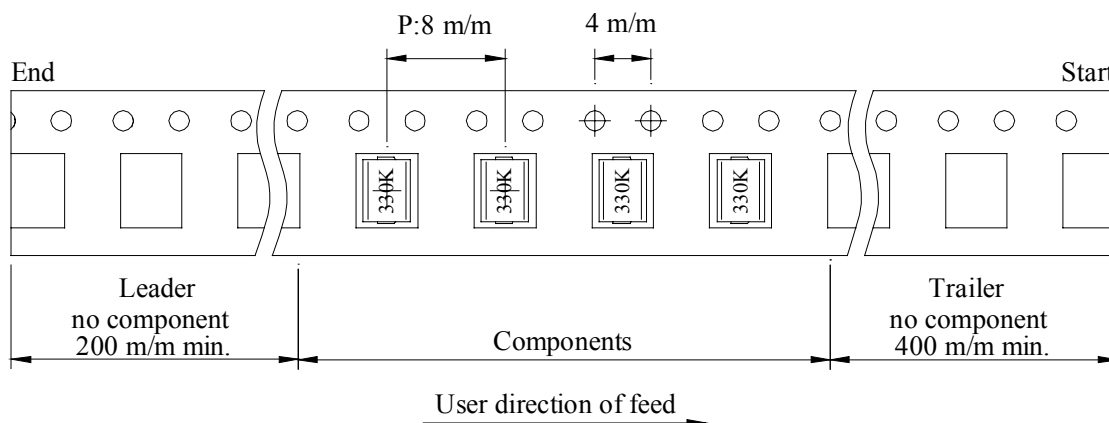 P:8 m/m
4 m/m
End
Start
330K
330K
330K
330K
Leader
no component
200 m/m min.
Components
Trailer
no component
400 m/m min.
User direction of feed